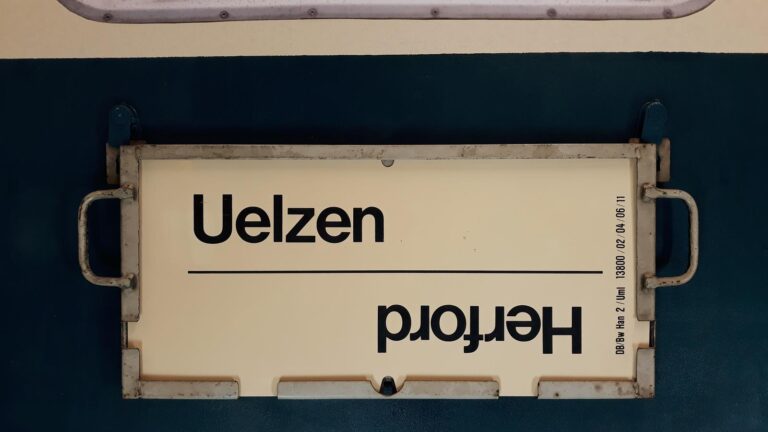 Uelzen
Herford
DB/Bw Han 2 / Uml 13800 / 02 / 04 / 06 / 11